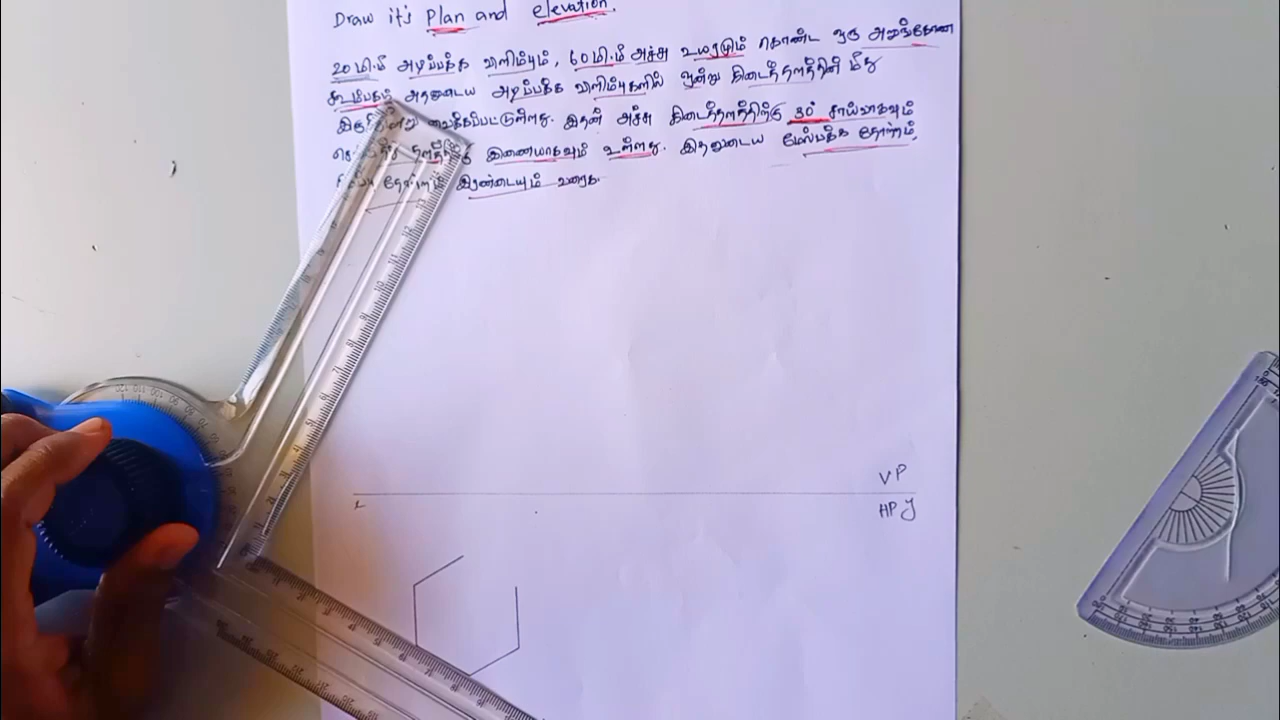 Draw it's Plan and elevation.
20 மி.மீ அடிப்பக்க விளிம்பும், 60 மி.மீ அச்சு உயரமும் கொண்ட ஒரு அறுங்கோண
கூம்பகம் அதனுடைய அடிப்பக்க விளிம்புகளில் ஒன்று கிடைத்தளத்தின் மீது
வைக்கப்பட்டுள்ளது. இதன் அச்சு கிடைத்தளத்திற்கு 30° சாய்வாகவும்
இணையாகவும் உள்ளது. இதனுடைய மேல்பக்க தோற்றம்,
இரண்டையும் வரைக.
VP
x
HP y